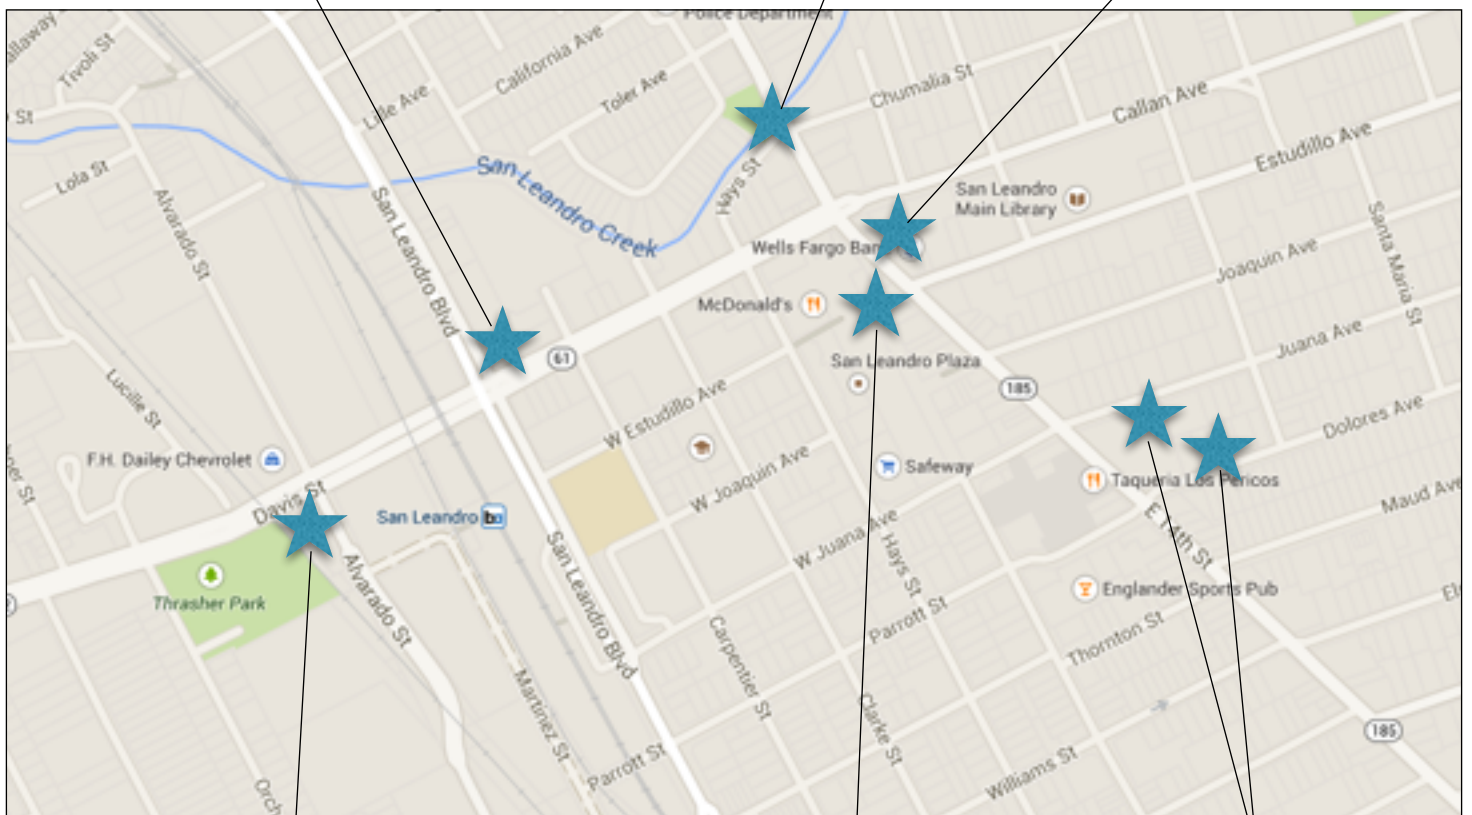 Police Department
Tivoli St
California Ave
Toler Ave
Lille Ave
Chumalia St
Callan Ave
Estudillo Ave
St
Lola St
Alvarado St
San Leandro Blvd
San Leandro Creek
Hays St
San Leandro
Main Library
Wells Fargo Ban
Santa Maria St
Joaquin Ave
McDonald's
Juana Ave
61
San Leandro Plaza
185
Lucille St
W Estudillo Ave
Dolores Ave
F.H. Dailey Chevrolet
W Joaquin Ave
Safeway
Taqueria Los Pericos
Maud Ave
Davis St
San Leandro
E 14th St
W Juana Ave
Hays St
Alvarado St
San Leandro Blvd
Thrasher Park
Englander Sports Pub
Parrott St
Thornton St
Carpentier St
Martinez St
Clarke St
185
Parrott St
Williams St
Orch